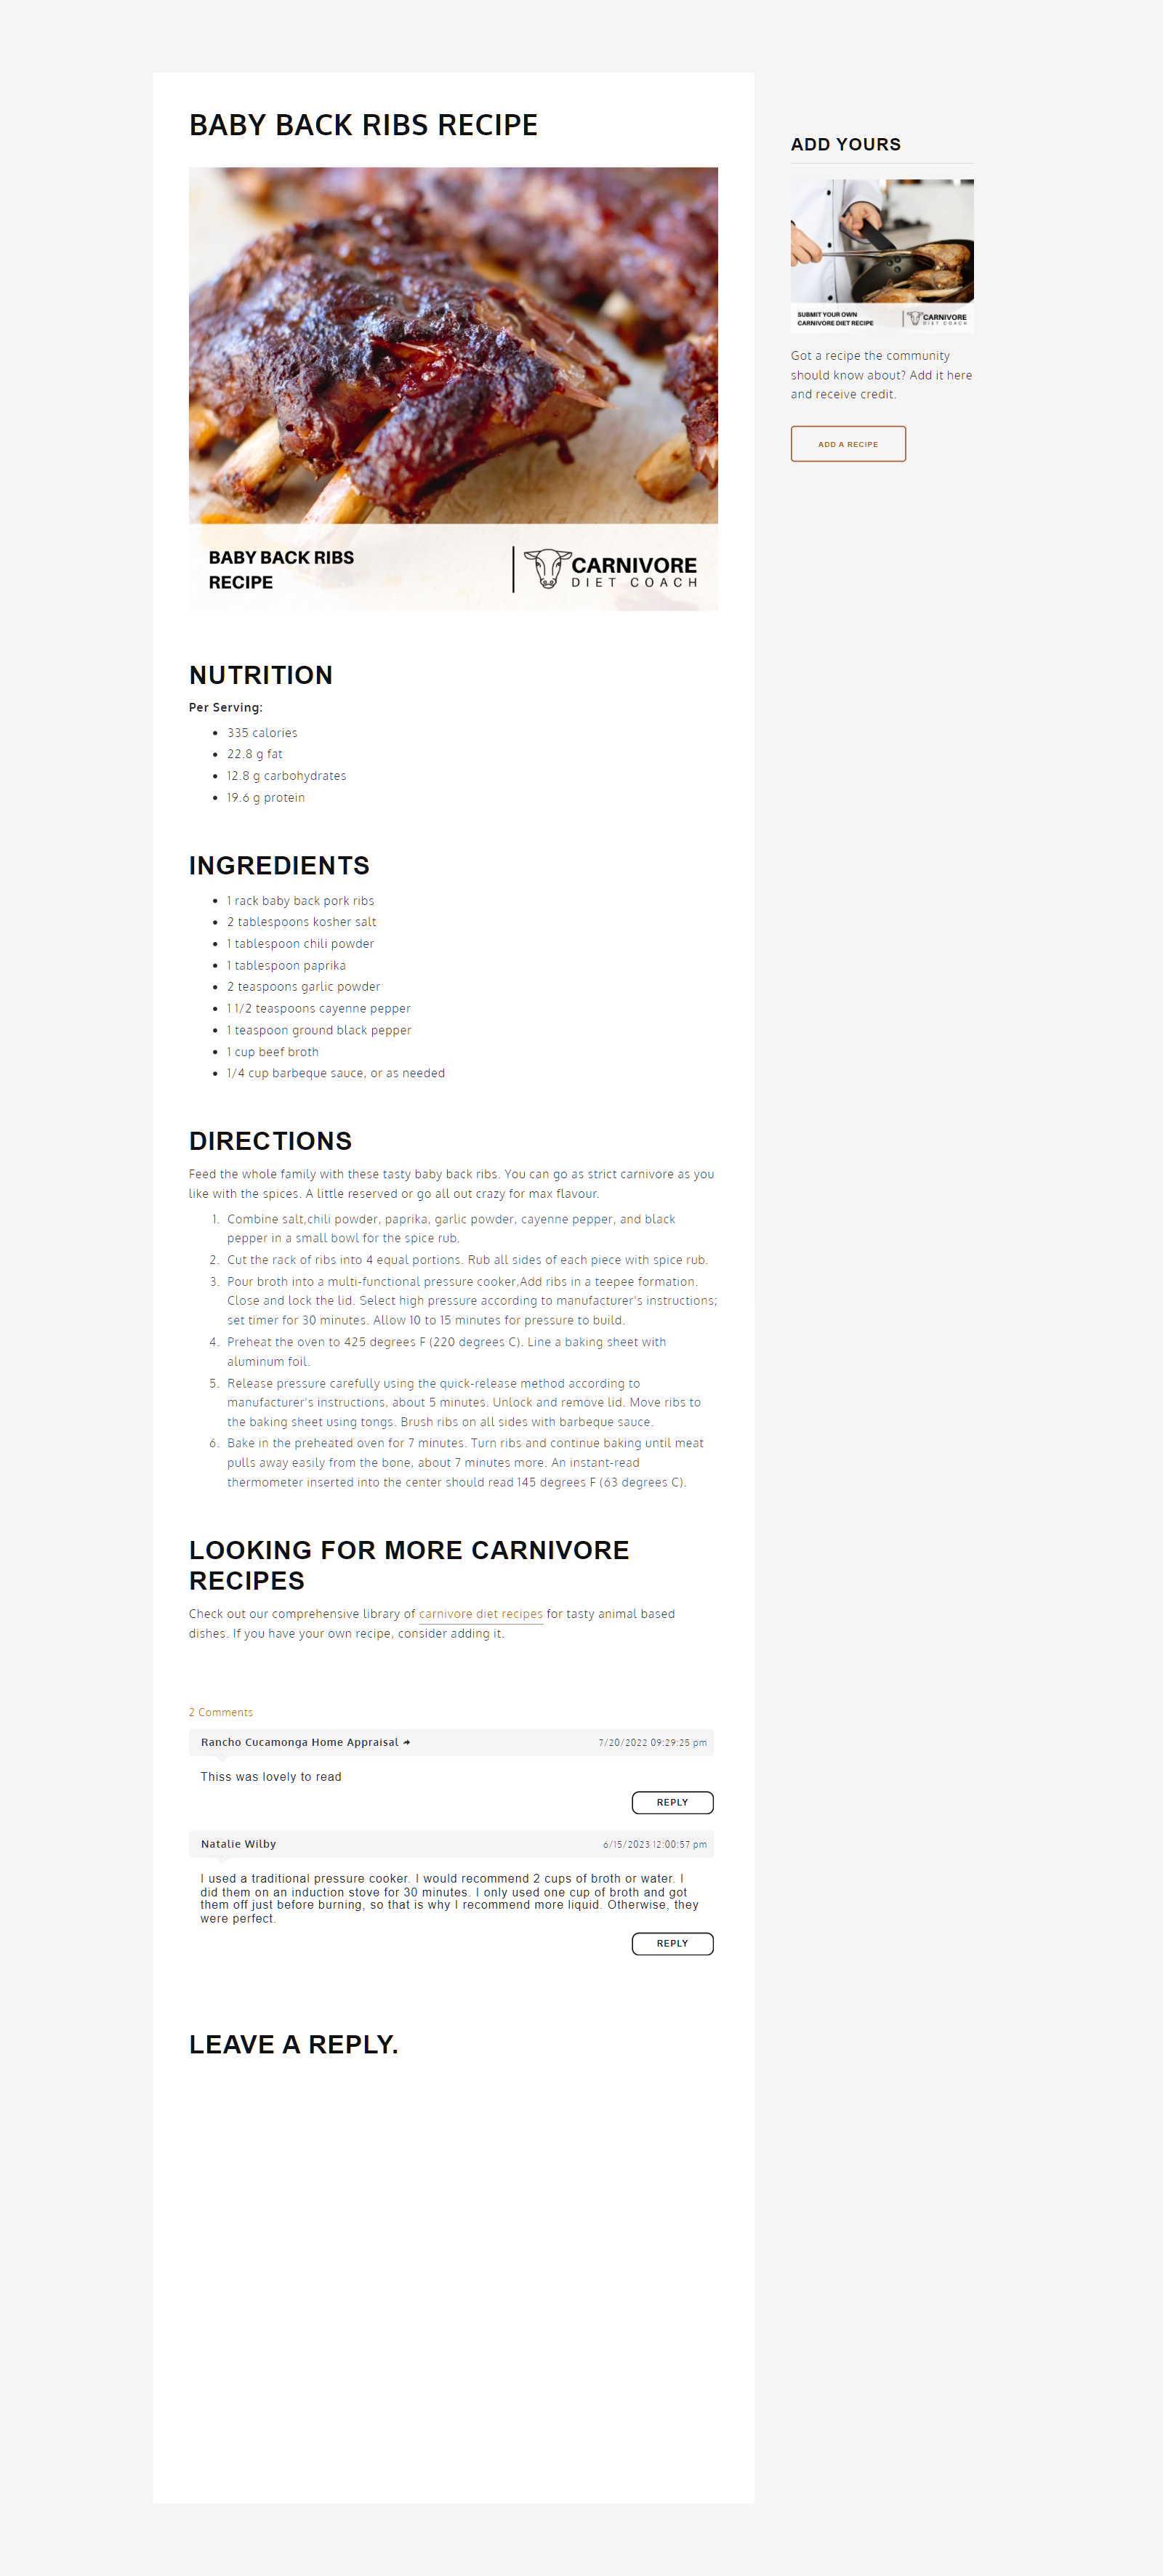 BABY BACK RIBS RECIPE
BABY BACK RIBS
RECIPE
CARNIVORE
DIET COACH
NUTRITION
Per Serving:
335 calories
22.8 g fat
12.8 g carbohydrates
19.6 g protein
INGREDIENTS
1 rack baby back pork ribs
2 tablespoons kosher salt
1 tablespoon chili powder
1 tablespoon paprika
2 teaspoons garlic powder
1 1/2 teaspoons cayenne pepper
1 teaspoon ground black pepper
1 cup beef broth
1/4 cup barbeque sauce, or as needed
DIRECTIONS
Feed the whole family with these tasty baby back ribs. You can go as strict carnivore as you
like with the spices. A little reserved or go all out crazy for max flavour.
1. Combine salt,chili powder, paprika, garlic powder, cayenne pepper, and black
pepper in a small bowl for the spice rub.
2. Cut the rack of ribs into 4 equal portions. Rub all sides of each piece with spice rub.
3. Pour broth into a multi-functional pressure cooker,Add ribs in a teepee formation.
Close and lock the lid. Select high pressure according to manufacturer's instructions;
set timer for 30 minutes. Allow 10 to 15 minutes for pressure to build.
4. Preheat the oven to 425 degrees F (220 degrees C). Line a baking sheet with
aluminum foil.
5. Release pressure carefully using the quick-release method according to
manufacturer's instructions, about 5 minutes. Unlock and remove lid. Move ribs to
the baking sheet using tongs. Brush ribs on all sides with barbeque sauce.
6. Bake in the preheated oven for 7 minutes. Turn ribs and continue baking until meat
pulls away easily from the bone, about 7 minutes more. An instant-read
thermometer inserted into the center should read 145 degrees F (63 degrees C).
LOOKING FOR MORE CARNIVORE
RECIPES
Check out our comprehensive library of carnivore diet recipes for tasty animal based
dishes. If you have your own recipe, consider adding it.
2 Comments
Rancho Cucamonga Home Appraisal
7/20/2022 09:29:25 pm
Thiss was lovely to read
REPLY
Natalie Wilby
6/15/2023 12:00:57 pm
I used a traditional pressure cooker. I would recommend 2 cups of broth or water. I
did them on an induction stove for 30 minutes. I only used one cup of broth and got
them off just before burning, so that is why I recommend more liquid. Otherwise, they
were perfect.
REPLY
LEAVE A REPLY.
ADD YOURS
SUBMIT YOUR OWN
CARNIVORE DIET RECIPE
CARNIVORE
DIET COACH
Got a recipe the community
should know about? Add it here
and receive credit.
ADD A RECIPE